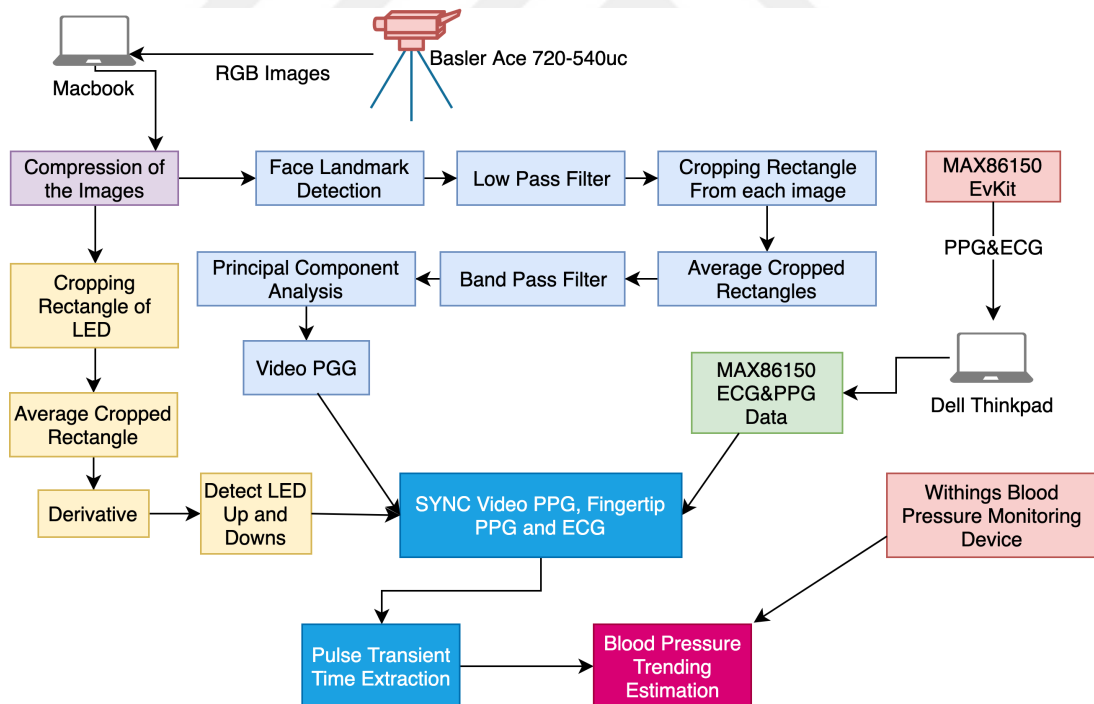 Basler Ace 720-540uc
RGB Images
Macbook
Compression of
the Images
Face Landmark
Detection
Low Pass Filter
Cropping Rectangle
From each image
MAX86150
EvKit
PPG&ECG
Cropping
Rectangle of
LED
Principal Component
Analysis
Band Pass Filter
Average Cropped
Rectangles
Video PGG
MAX86150
ECG&PPG
Data
Dell Thinkpad
Average Cropped
Rectangle
Derivative
Detect LED
Up and
Downs
SYNC Video PPG, Fingertip
PPG and ECG
Withings Blood
Pressure Monitoring
Device
Pulse Transient
Time Extraction
Blood Pressure
Trending
Estimation